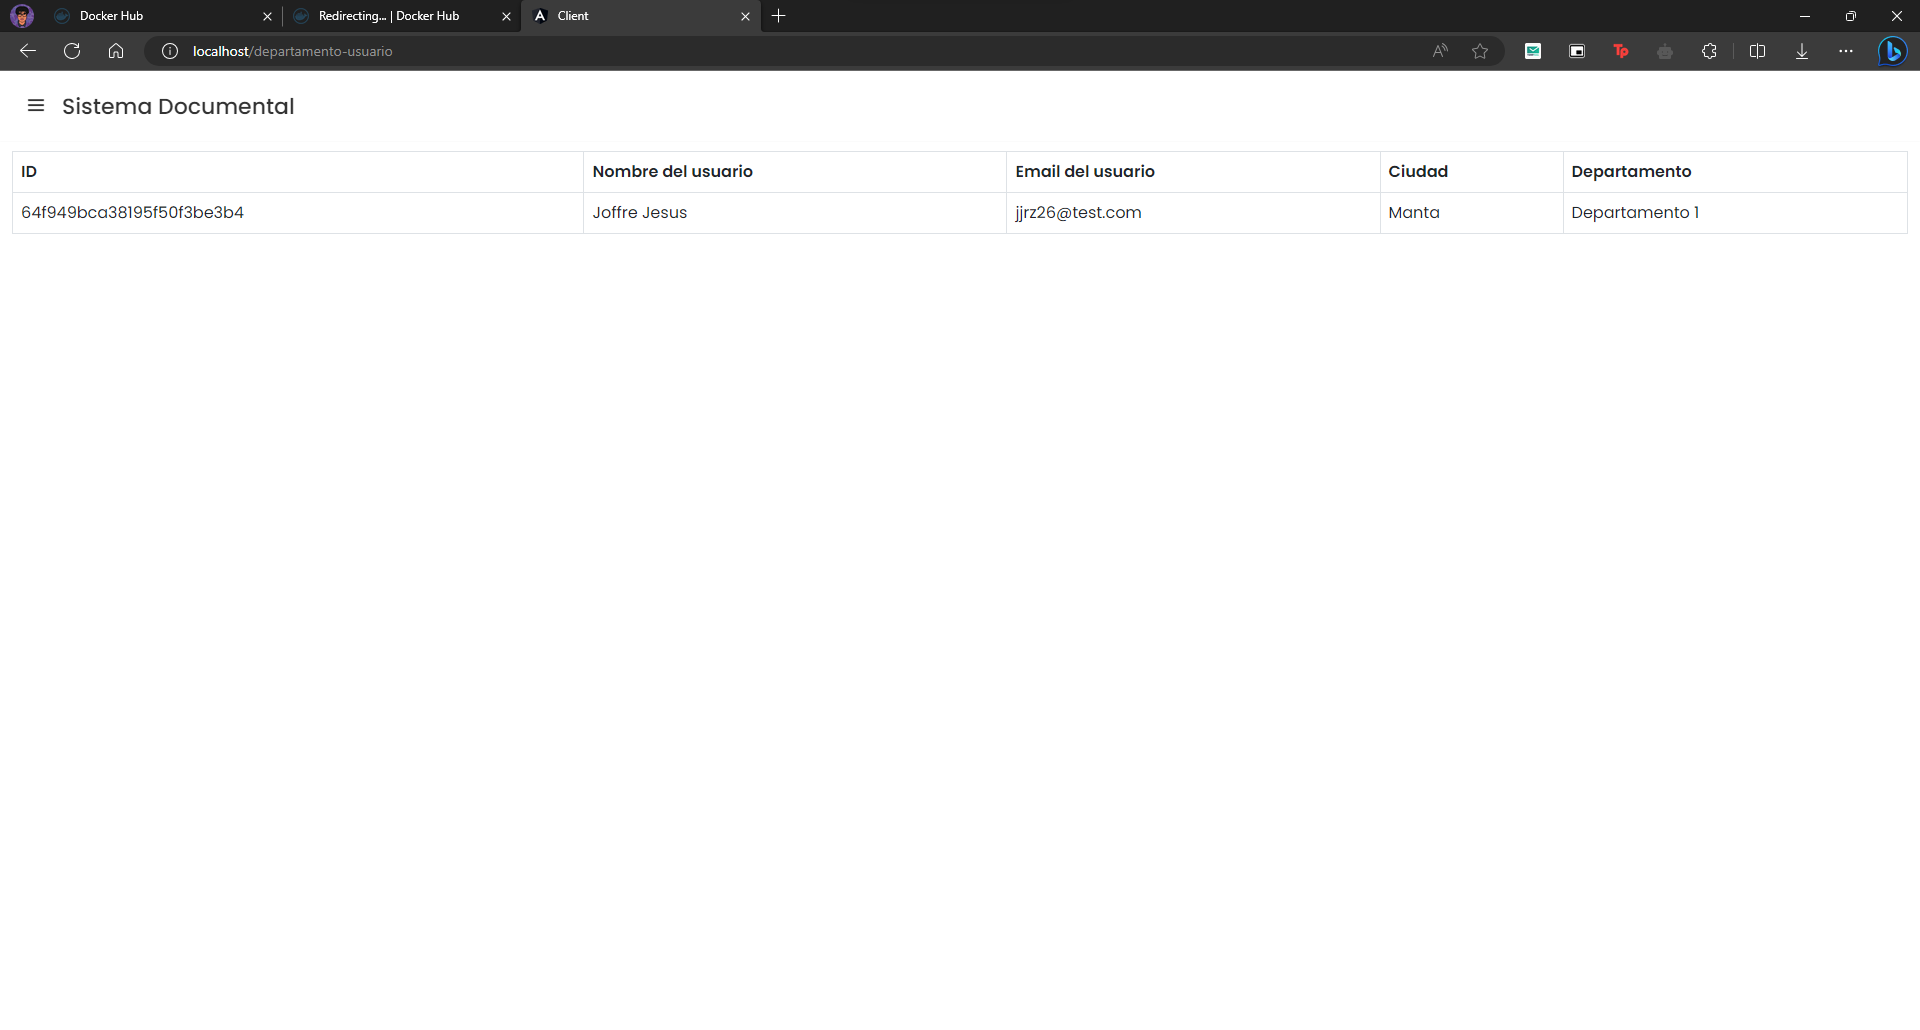 Docker Hub
Redirecting... | Docker Hub
A Client
localhost/departamento-usuario
Tp
Sistema Documental
ID Nombre del usuario Email del usuario Ciudad Departamento
64f949bca38195f50f3be3b4 Joffre Jesus jjrz26@test.com Manta Departamento 1